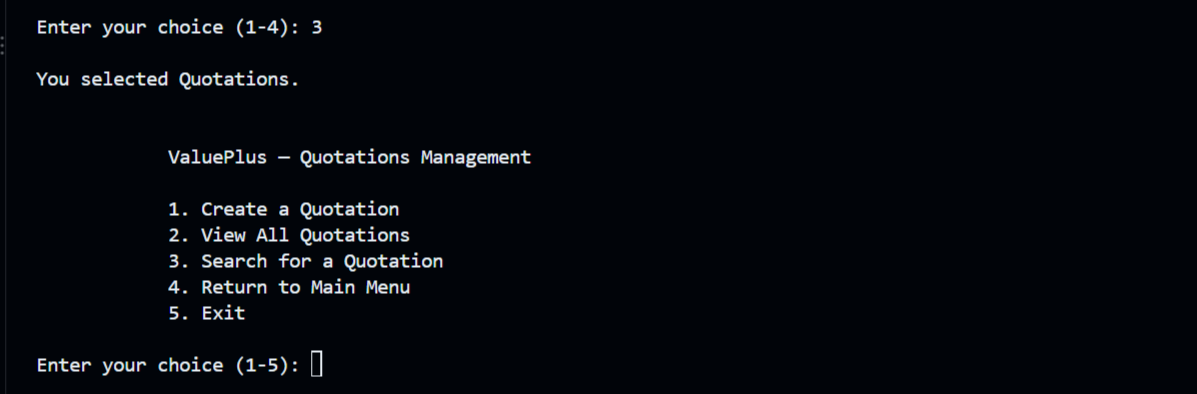 Enter your choice (1-4): 3
You selected Quotations.
ValuePlus — Quotations Management
1. Create a Quotation
2. View All Quotations
3. Search for a Quotation
4. Return to Main Menu
5. Exit
Enter your choice (1-5):